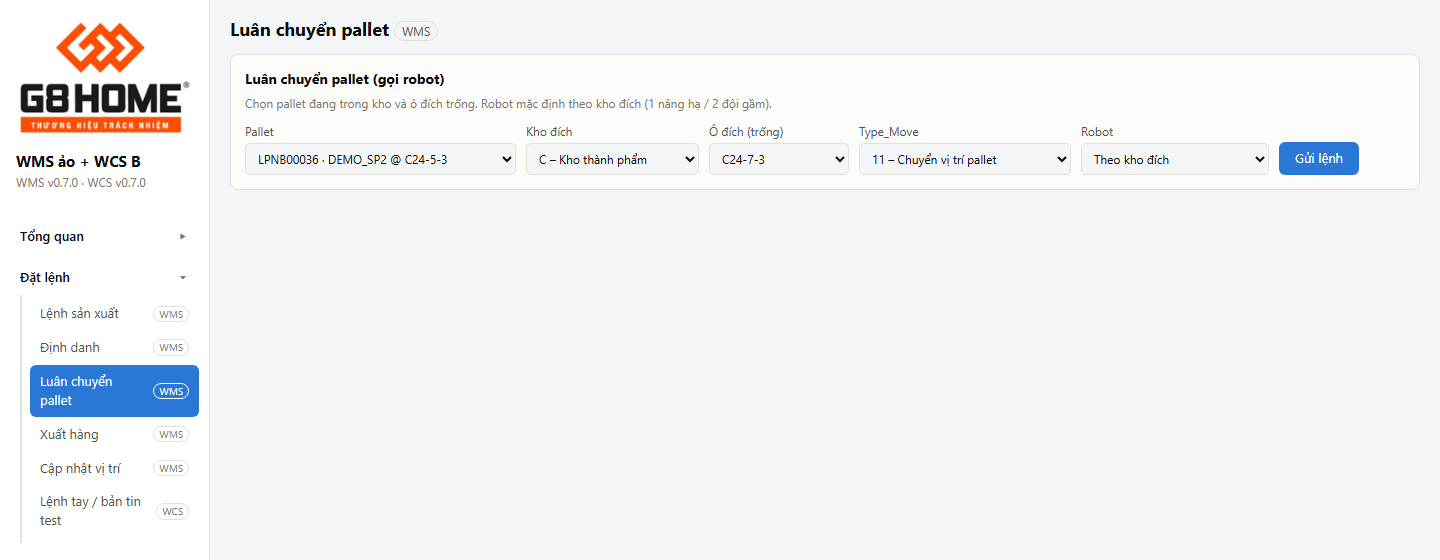 G8 HOME®
THƯƠNG HIỆU TRÁCH NHIỆM
WMS ảo + WCS B
WMS v0.7.0 · WCS v0.7.0
Tổng quan ▸
Đặt lệnh ▾
Lệnh sản xuất WMS
Định danh WMS
Luân chuyển
pallet WMS
Xuất hàng WMS
Cập nhật vị trí WMS
Lệnh tay / bản tin
test WCS
Luân chuyển pallet WMS
Luân chuyển pallet (gọi robot)
Chọn pallet đang trong kho và ô đích trống. Robot mặc định theo kho đích (1 nâng hạ / 2 đội gầm).
Pallet Kho đích Ô đích (trống) Type_Move Robot
LPNB00036 · DEMO_SP2 @ C24-5-3 C – Kho thành phẩm C24-7-3 11 – Chuyển vị trí pallet Theo kho đích Gửi lệnh